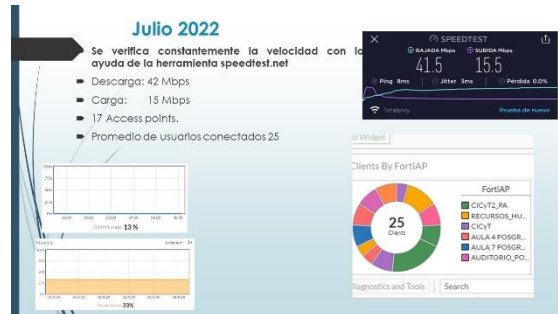 Julio 2022
Se verifica constantemente la velocidad con la
ayuda de la herramienta speedtest.net
Descarga: 42 Mbps
Carga: 15 Mbps
17 Access points.
Promedio de usuarios conectados 25
SPEEDTEST
BAJADA Mbps SUBIDA Mbps
41.5 15.5
Ping 8ms Jitter 3ms Pérdida 0.0%
Totalplay Prueba de nuevo
d Widget
Clients By FortiAP
FortiAP
25
Clients
CICyT2_PA
RECURSOS_HU...
CICyT
AULA 4 POSGR...
AULA 7 POSGR...
AUDITORIO_PO...
Diagnostics and Tools Search
13%
Memory
33%